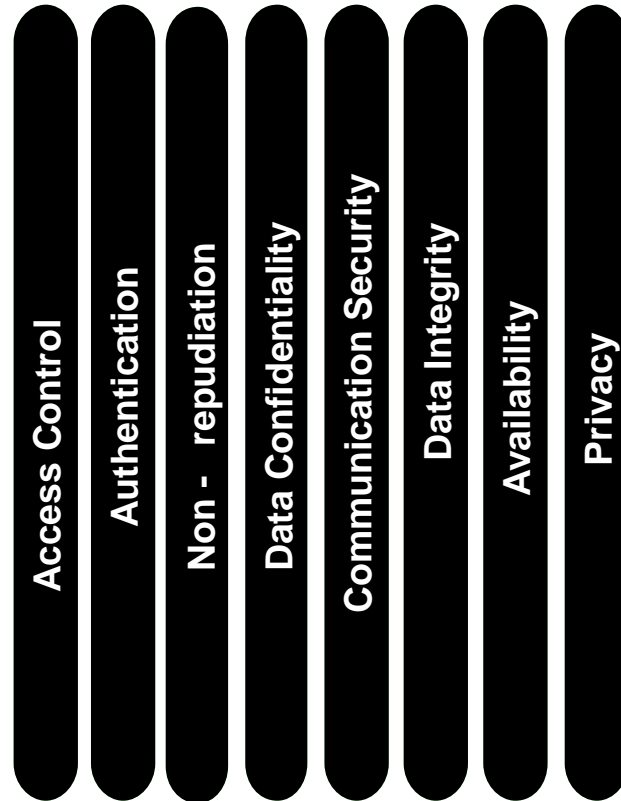 Access Control
Authentication
Non - repudiation
Data Confidentiality
Communication Security
Data Integrity
Availability
Privacy